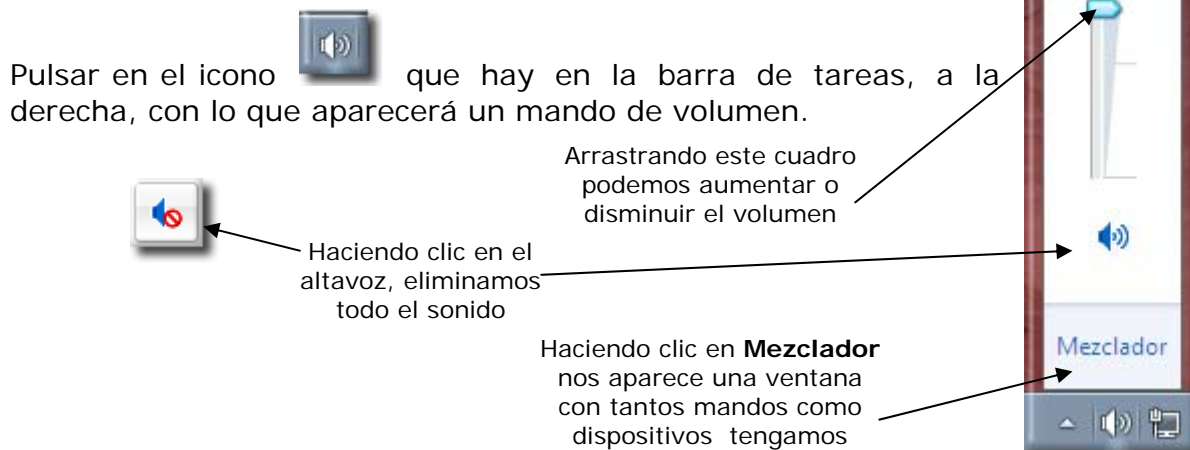 Pulsar en el icono que hay en la barra de tareas, a la
derecha, con lo que aparecerá un mando de volumen.
Arrastrando este cuadro
podemos aumentar o
disminuir el volumen
Haciendo clic en el
altavoz, eliminamos
todo el sonido
Haciendo clic en Mezclador
nos aparece una ventana
con tantos mandos como
dispositivos tengamos
Mezclador